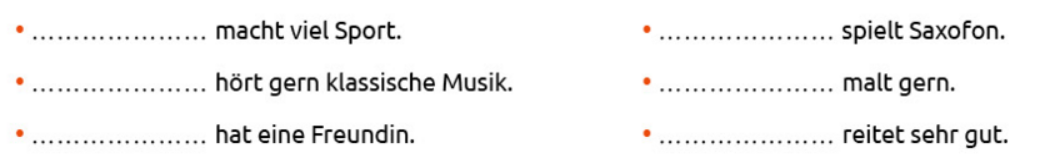 • ………………… macht viel Sport.
• ………………… hört gern klassische Musik.
• ………………… hat eine Freundin.
• ………………… spielt Saxofon.
• ………………… malt gern.
• ………………… reitet sehr gut.